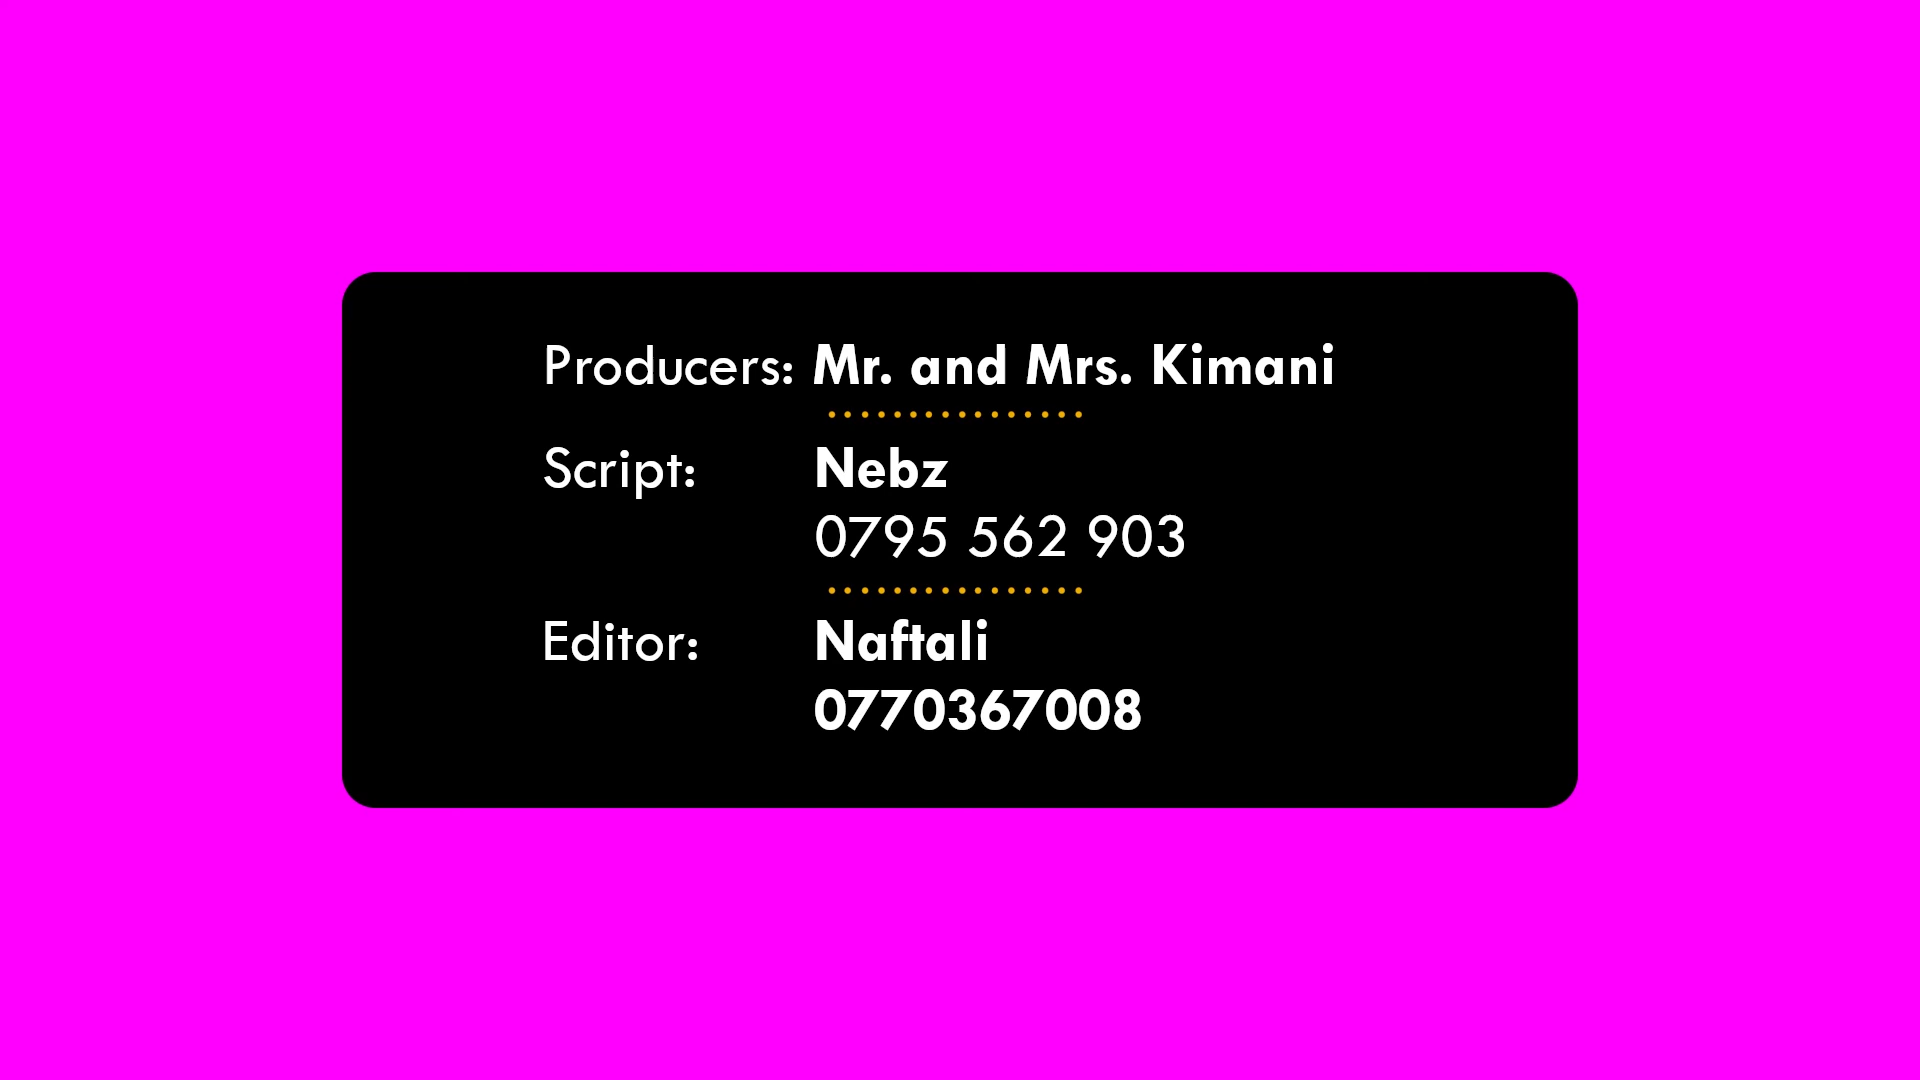 Producers: Mr. and Mrs. Kimani
Script: Nebz
0795 562 903
Editor: Naftali
0770367008